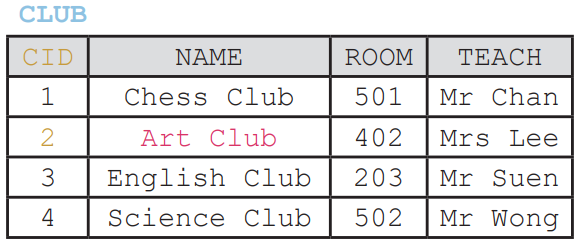 CLUB
CID NAME ROOM TEACH
1 Chess Club 501 Mr Chan
2 Art Club 402 Mrs Lee
3 English Club 203 Mr Suen
4 Science Club 502 Mr Wong